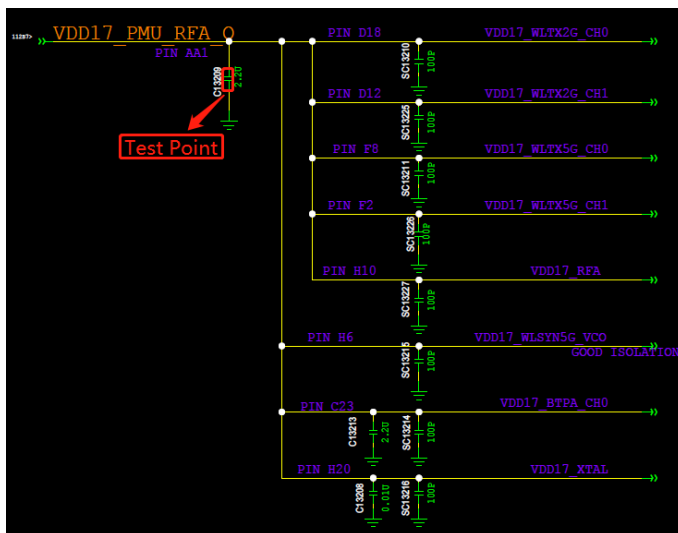 VDD17_PMU_RFA_O
PIN AA1
C13209
2.2U
Test Point
PIN D18
VDD17_WLTX2G_CH0
SC13210
100P
PIN D12
VDD17_WLTX2G_CH1
SC13225
100P
PIN F8
VDD17_WLTX5G_CH0
SC13211
100P
PIN F2
VDD17_WLTX5G_CH1
SC13226
100P
PIN H10
VDD17_RFA
SC13227
100P
PIN H6
VDD17_WLSYN5G_VCO
GOOD ISOLATION
SC13215
100P
PIN C23
VDD17_BTPA_CH0
C13213
2.2U
SC13214
100P
PIN H20
VDD17_XTAL
C13208
0.01U
SC13216
100P